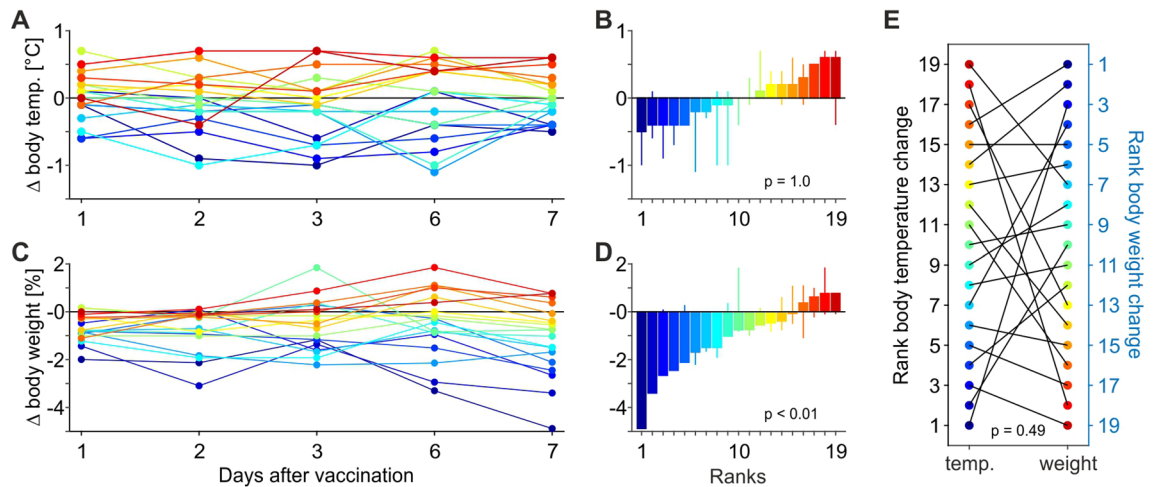 A
Δ body temp. [°C]
1
0
-1
1 2 3 6 7
B
1
0
-1
p = 1.0
1 10 19
C
Δ body weight [%]
2
-0
-2
-4
1 2 3 6 7
Days after vaccination
D
2
0
-2
-4
p < 0.01
1 10 19
Ranks
E
Rank body temperature change
19
17
15
13
11
9
7
5
3
1
p = 0.49
temp. weight
1
3
5
7
9
11
13
15
17
19
Rank body weight change